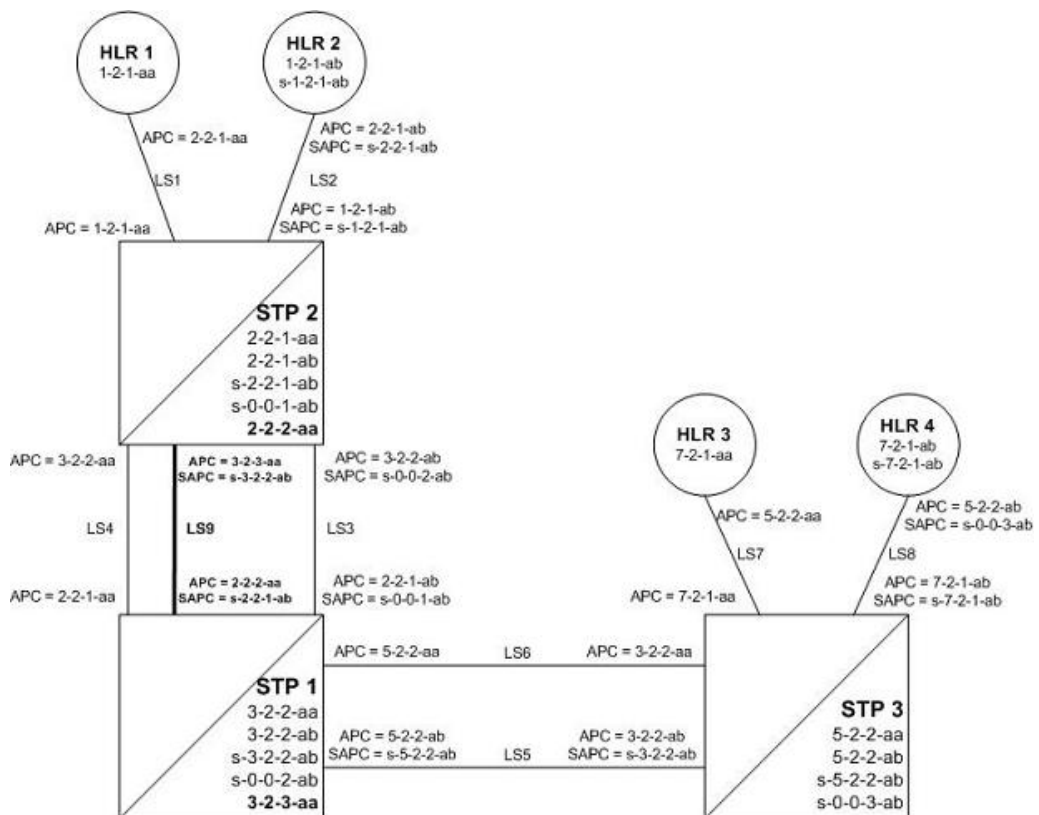 HLR 1
1-2-1-aa
HLR 2
1-2-1-ab
s-1-2-1-ab
APC = 2-2-1-aa
APC = 2-2-1-ab
SAPC = s-2-2-1-ab
LS1
LS2
APC = 1-2-1-aa
APC = 1-2-1-ab
SAPC = s-1-2-1-ab
STP 2
2-2-1-aa
2-2-1-ab
s-2-2-1-ab
s-0-0-1-ab
2-2-2-aa
APC = 3-2-2-aa
APC = 3-2-3-aa
SAPC = s-3-2-2-ab
APC = 3-2-2-ab
SAPC = s-0-0-2-ab
LS4
LS9
LS3
APC = 2-2-1-aa
APC = 2-2-2-aa
SAPC = s-2-2-1-ab
APC = 2-2-1-ab
SAPC = s-0-0-1-ab
HLR 3
7-2-1-aa
HLR 4
7-2-1-ab
s-7-2-1-ab
APC = 5-2-2-aa
APC = 5-2-2-ab
SAPC = s-0-0-3-ab
LS7
LS8
APC = 7-2-1-aa
APC = 7-2-1-ab
SAPC = s-7-2-1-ab
STP 1
3-2-2-aa
3-2-2-ab
s-3-2-2-ab
s-0-0-2-ab
3-2-3-aa
APC = 5-2-2-aa
LS6
APC = 3-2-2-aa
APC = 5-2-2-ab
SAPC = s-5-2-2-ab
LS5
APC = 3-2-2-ab
SAPC = s-3-2-2-ab
STP 3
5-2-2-aa
5-2-2-ab
s-5-2-2-ab
s-0-0-3-ab